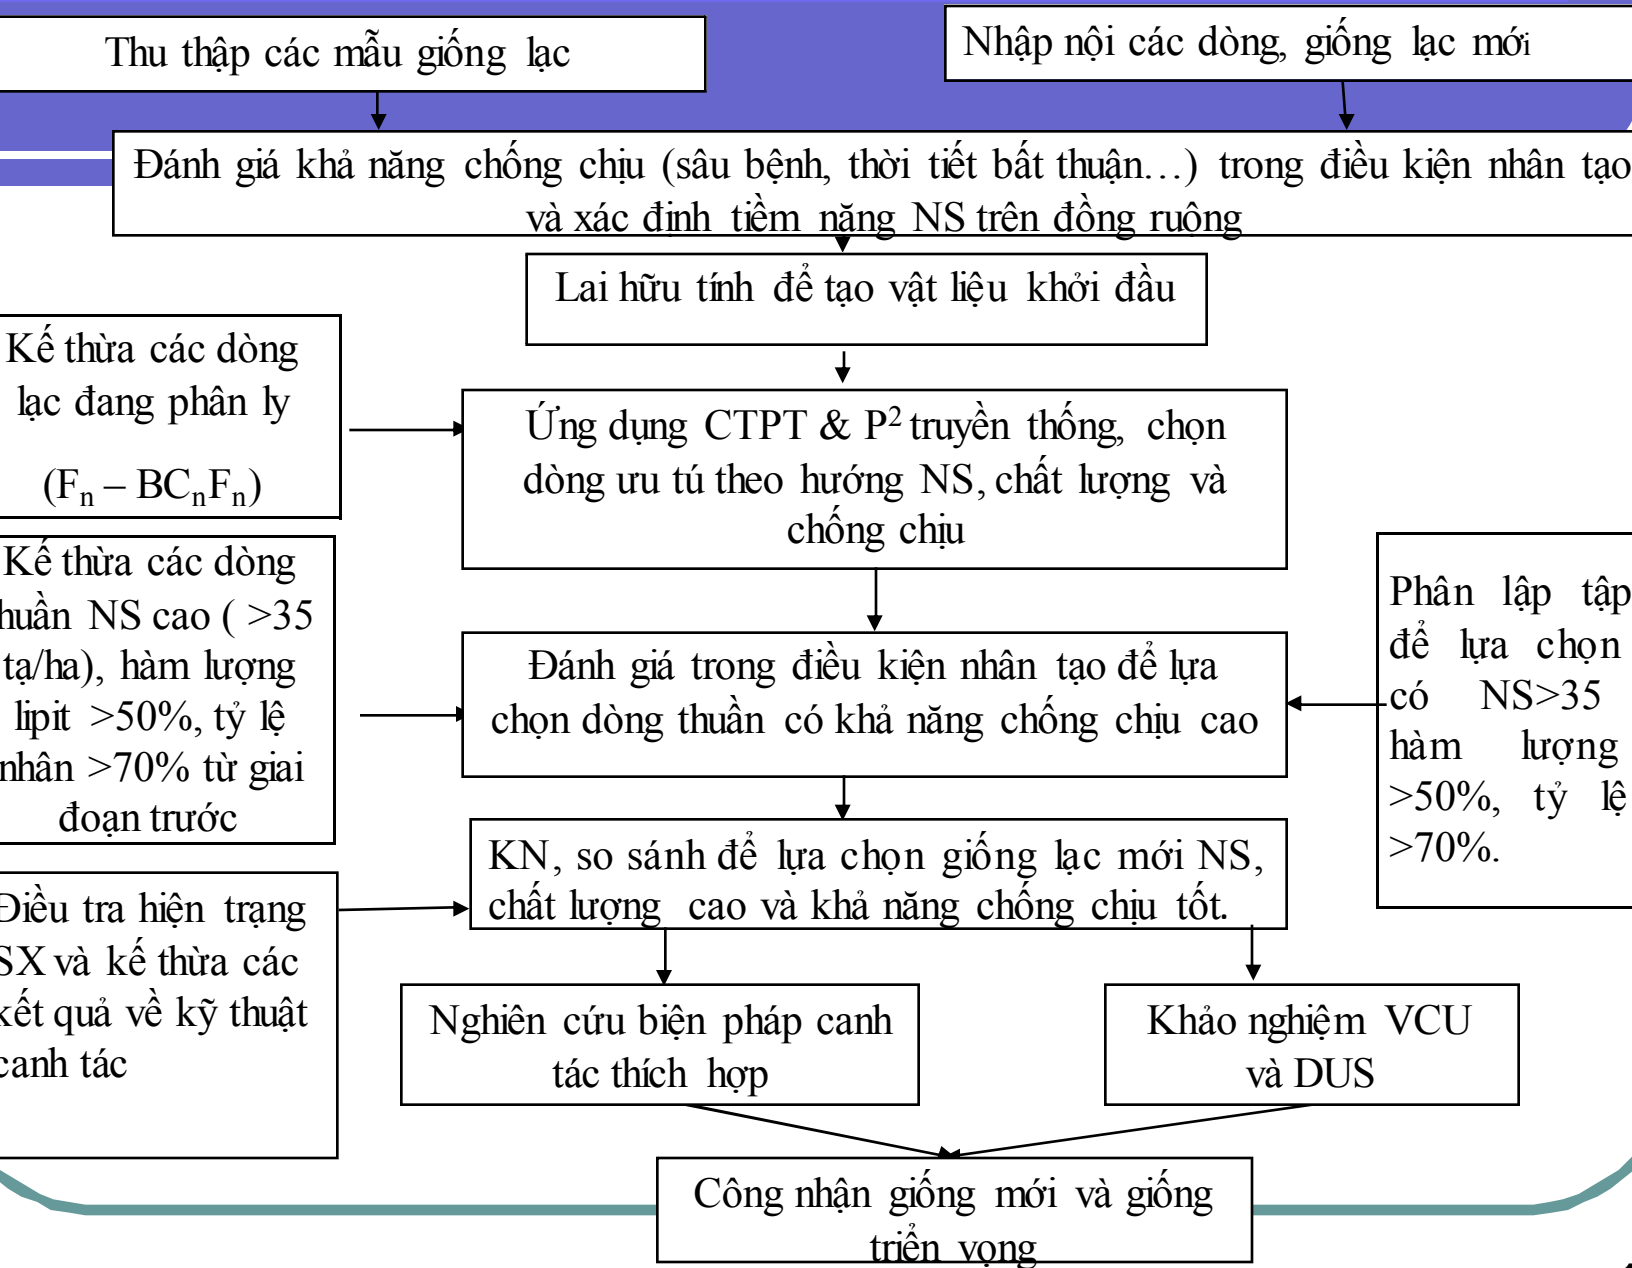 Thu thập các mẫu giống lạc
Nhập nội các dòng, giống lạc mới
Đánh giá khả năng chống chịu (sâu bệnh, thời tiết bất thuận…) trong điều kiện nhân tạo
và xác định tiềm năng NS trên đồng ruộng
Lai hữu tính để tạo vật liệu khởi đầu
Kế thừa các dòng
lạc đang phân ly
(Fn – BCnFn)
Ứng dụng CTPT & P² truyền thống, chọn
dòng ưu tú theo hướng NS, chất lượng và
chống chịu
Kế thừa các dòng
huần NS cao ( >35
tạ/ha), hàm lượng
lipit >50%, tỷ lệ
nhân >70% từ giai
đoạn trước
Đánh giá trong điều kiện nhân tạo để lựa
chọn dòng thuần có khả năng chống chịu cao
Phân lập tập
để lựa chọn
có NS>35
hàm lượng
>50%, tỷ lệ
>70%.
KN, so sánh để lựa chọn giống lạc mới NS,
chất lượng cao và khả năng chống chịu tốt.
Điều tra hiện trạng
SX và kế thừa các
kết quả về kỹ thuật
canh tác
Nghiên cứu biện pháp canh
tác thích hợp
Khảo nghiệm VCU
và DUS
Công nhận giống mới và giống
triển vọng